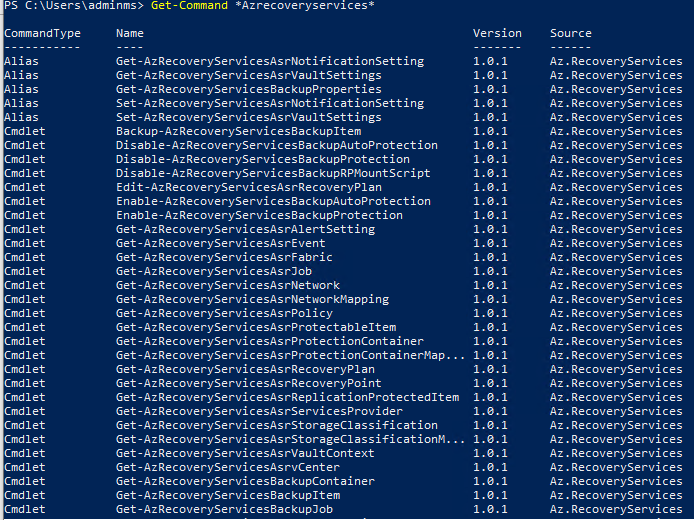 PS C:\Users\adminms> Get-Command *Azrecoveryservices*
CommandType Name Version Source
----------- ---- ------- ------
Alias Get-AzRecoveryServicesAsrNotificationSetting 1.0.1 Az.RecoveryServices
Alias Get-AzRecoveryServicesAsrVaultSettings 1.0.1 Az.RecoveryServices
Alias Get-AzRecoveryServicesBackupProperties 1.0.1 Az.RecoveryServices
Alias Set-AzRecoveryServicesAsrNotificationSetting 1.0.1 Az.RecoveryServices
Alias Set-AzRecoveryServicesAsrVaultSettings 1.0.1 Az.RecoveryServices
Cmdlet Backup-AzRecoveryServicesBackupItem 1.0.1 Az.RecoveryServices
Cmdlet Disable-AzRecoveryServicesBackupAutoProtection 1.0.1 Az.RecoveryServices
Cmdlet Disable-AzRecoveryServicesBackupProtection 1.0.1 Az.RecoveryServices
Cmdlet Disable-AzRecoveryServicesBackupRPMountScript 1.0.1 Az.RecoveryServices
Cmdlet Edit-AzRecoveryServicesAsrRecoveryPlan 1.0.1 Az.RecoveryServices
Cmdlet Enable-AzRecoveryServicesBackupAutoProtection 1.0.1 Az.RecoveryServices
Cmdlet Enable-AzRecoveryServicesBackupProtection 1.0.1 Az.RecoveryServices
Cmdlet Get-AzRecoveryServicesAsrAlertSetting 1.0.1 Az.RecoveryServices
Cmdlet Get-AzRecoveryServicesAsrEvent 1.0.1 Az.RecoveryServices
Cmdlet Get-AzRecoveryServicesAsrFabric 1.0.1 Az.RecoveryServices
Cmdlet Get-AzRecoveryServicesAsrJob 1.0.1 Az.RecoveryServices
Cmdlet Get-AzRecoveryServicesAsrNetwork 1.0.1 Az.RecoveryServices
Cmdlet Get-AzRecoveryServicesAsrNetworkMapping 1.0.1 Az.RecoveryServices
Cmdlet Get-AzRecoveryServicesAsrPolicy 1.0.1 Az.RecoveryServices
Cmdlet Get-AzRecoveryServicesAsrProtectableItem 1.0.1 Az.RecoveryServices
Cmdlet Get-AzRecoveryServicesAsrProtectionContainer 1.0.1 Az.RecoveryServices
Cmdlet Get-AzRecoveryServicesAsrProtectionContainerMap... 1.0.1 Az.RecoveryServices
Cmdlet Get-AzRecoveryServicesAsrRecoveryPlan 1.0.1 Az.RecoveryServices
Cmdlet Get-AzRecoveryServicesAsrRecoveryPoint 1.0.1 Az.RecoveryServices
Cmdlet Get-AzRecoveryServicesAsrReplicationProtectedItem 1.0.1 Az.RecoveryServices
Cmdlet Get-AzRecoveryServicesAsrServicesProvider 1.0.1 Az.RecoveryServices
Cmdlet Get-AzRecoveryServicesAsrStorageClassification 1.0.1 Az.RecoveryServices
Cmdlet Get-AzRecoveryServicesAsrStorageClassificationM... 1.0.1 Az.RecoveryServices
Cmdlet Get-AzRecoveryServicesAsrVaultContext 1.0.1 Az.RecoveryServices
Cmdlet Get-AzRecoveryServicesAsrvCenter 1.0.1 Az.RecoveryServices
Cmdlet Get-AzRecoveryServicesBackupContainer 1.0.1 Az.RecoveryServices
Cmdlet Get-AzRecoveryServicesBackupItem 1.0.1 Az.RecoveryServices
Cmdlet Get-AzRecoveryServicesBackupJob 1.0.1 Az.RecoveryServices